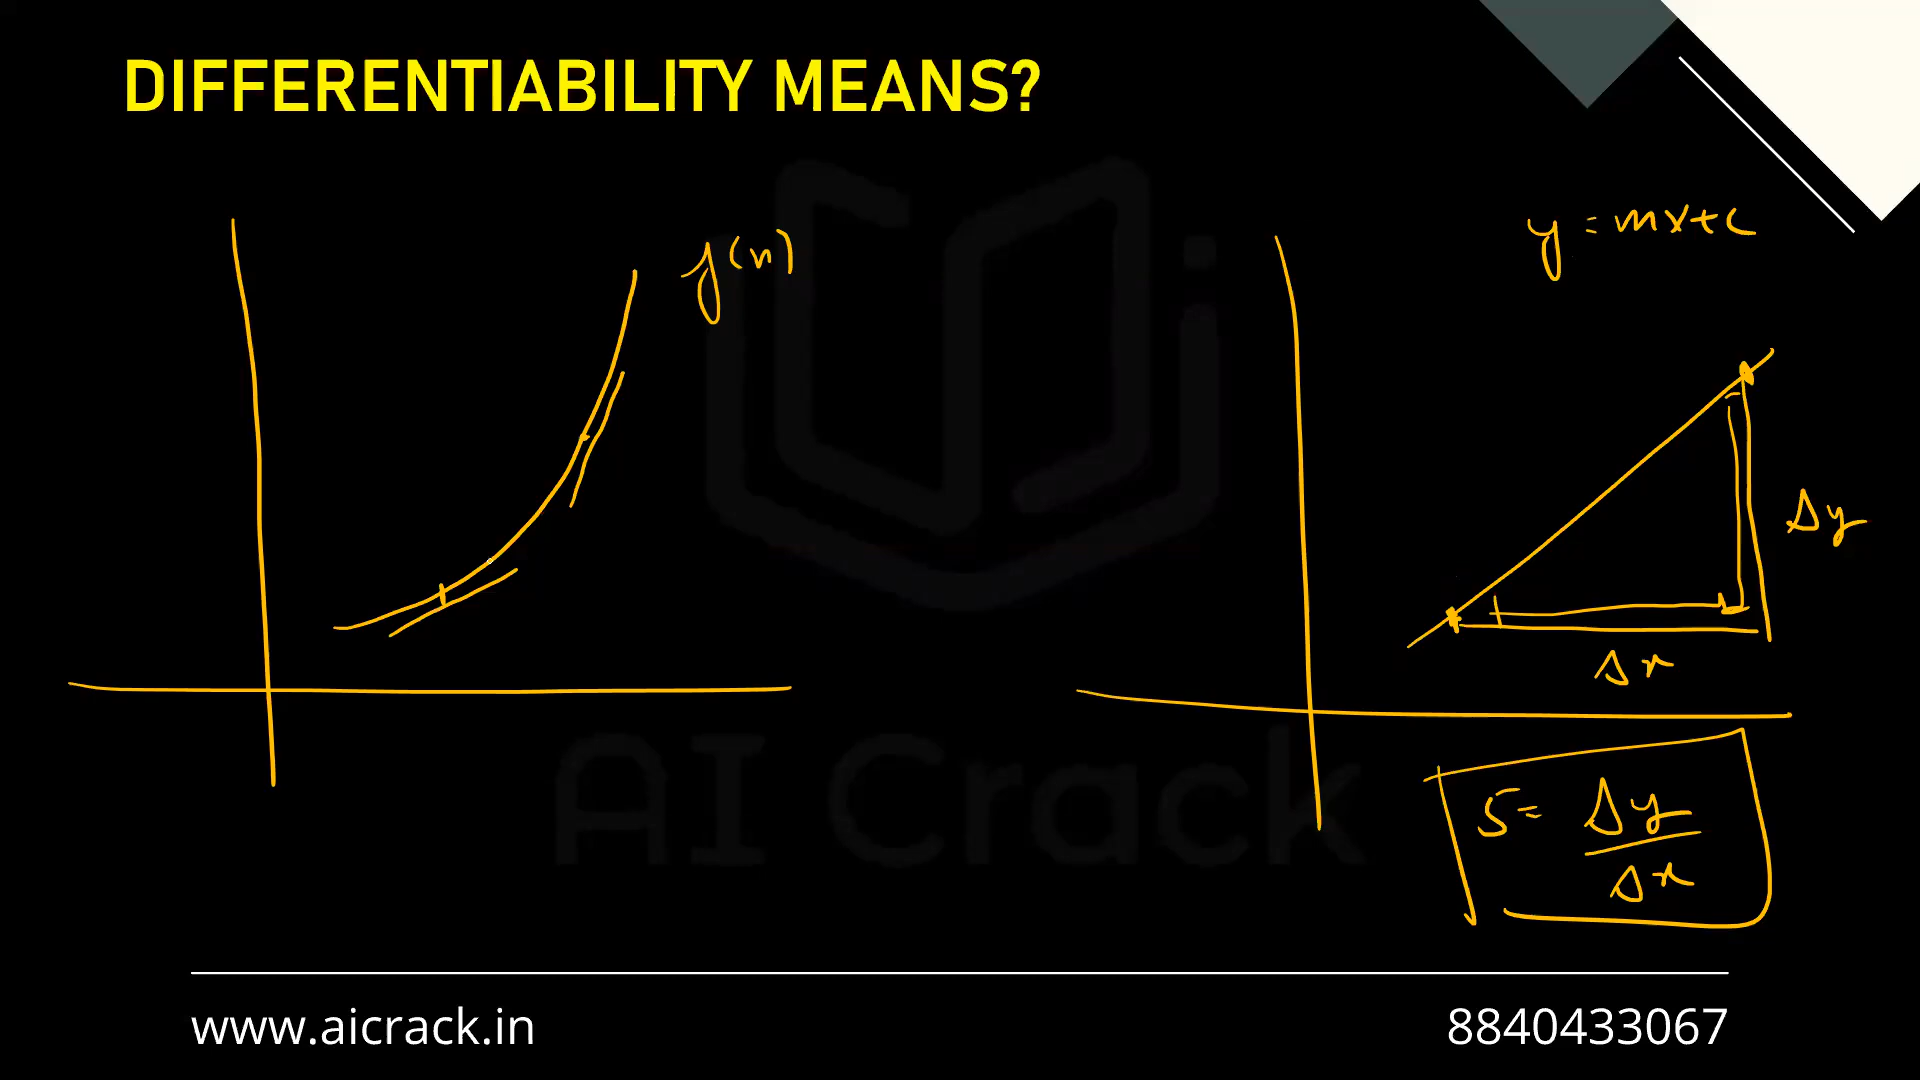 DIFFERENTIABILITY MEANS?
f(x)
y = mx+c
Δy
Δx
S = Δy
Δx
AI Crack
www.aicrack.in
8840433067